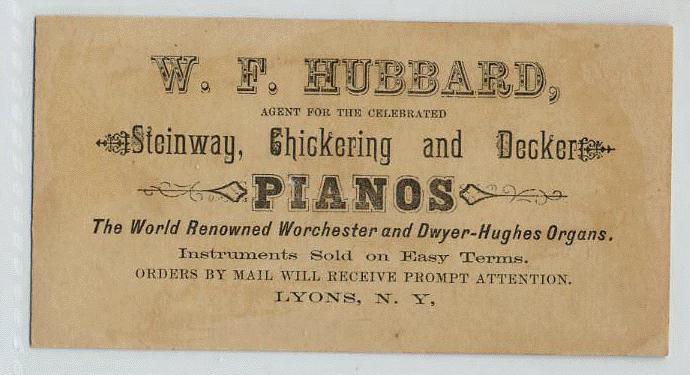 W. F. HUBBARD,
AGENT FOR THE CELEBRATED
Steinway, Chickering and Decker
PIANOS
The World Renowned Worchester and Dwyer-Hughes Organs.
Instruments Sold on Easy Terms.
ORDERS BY MAIL WILL RECEIVE PROMPT ATTENTION.
LYONS, N. Y,